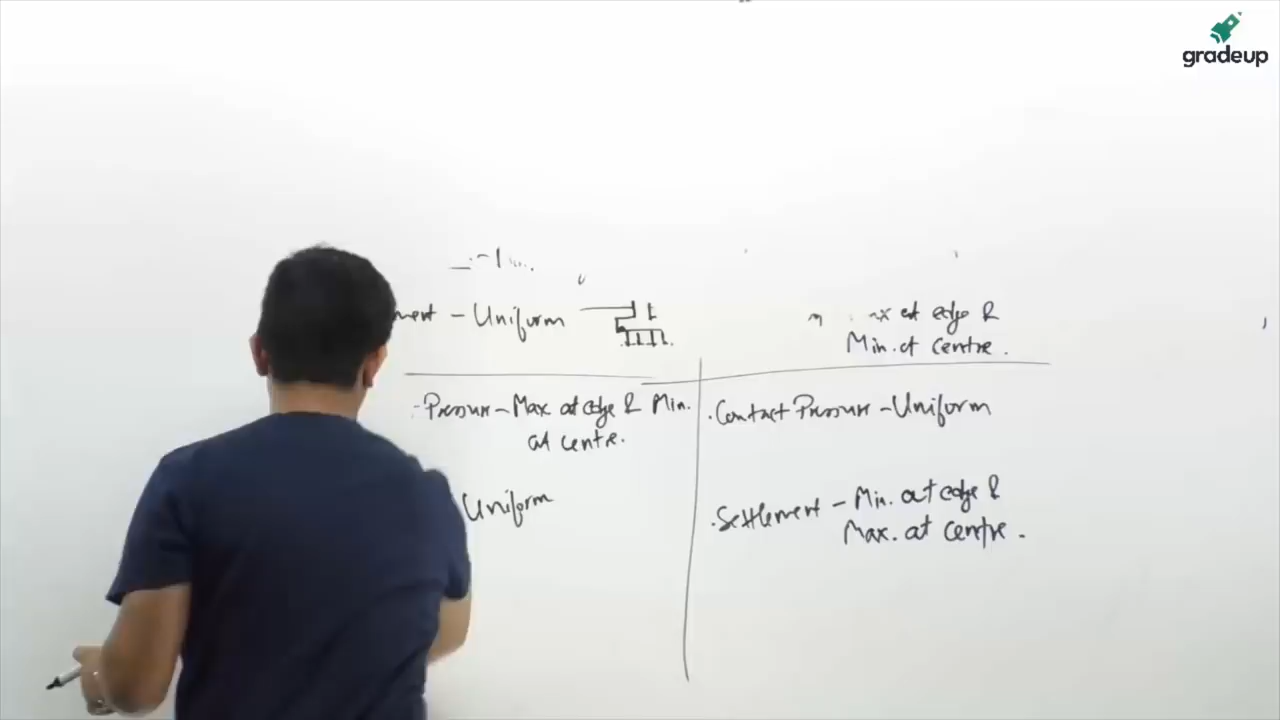 gradeup
ment - Uniform
at edge &
Min. at centre.
Pressure - Max at edge & Min.
at centre.
. Contact Pressure - Uniform
Uniform
. Settlement - Min. at edge &
Max. at centre.